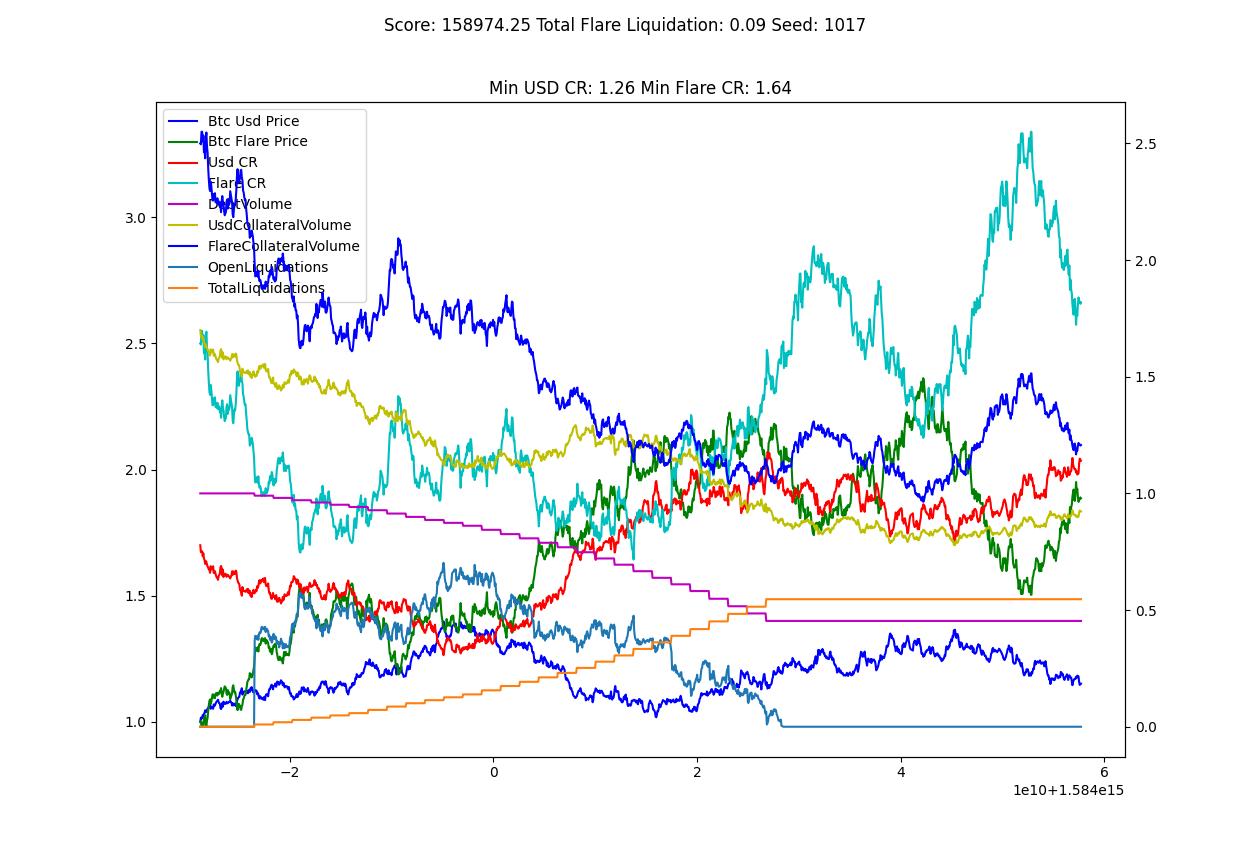 Score: 158974.25 Total Flare Liquidation: 0.09 Seed: 1017
Min USD CR: 1.26 Min Flare CR: 1.64
Btc Usd Price
Btc Flare Price
Usd CR
Flare CR
DebtVolume
UsdCollateralVolume
FlareCollateralVolume
OpenLiquidations
TotalLiquidations
3.0
2.5
2.0
1.5
1.0
2.5
2.0
1.5
1.0
0.5
0.0
−2
0
2
4
6
1e10+1.584e15